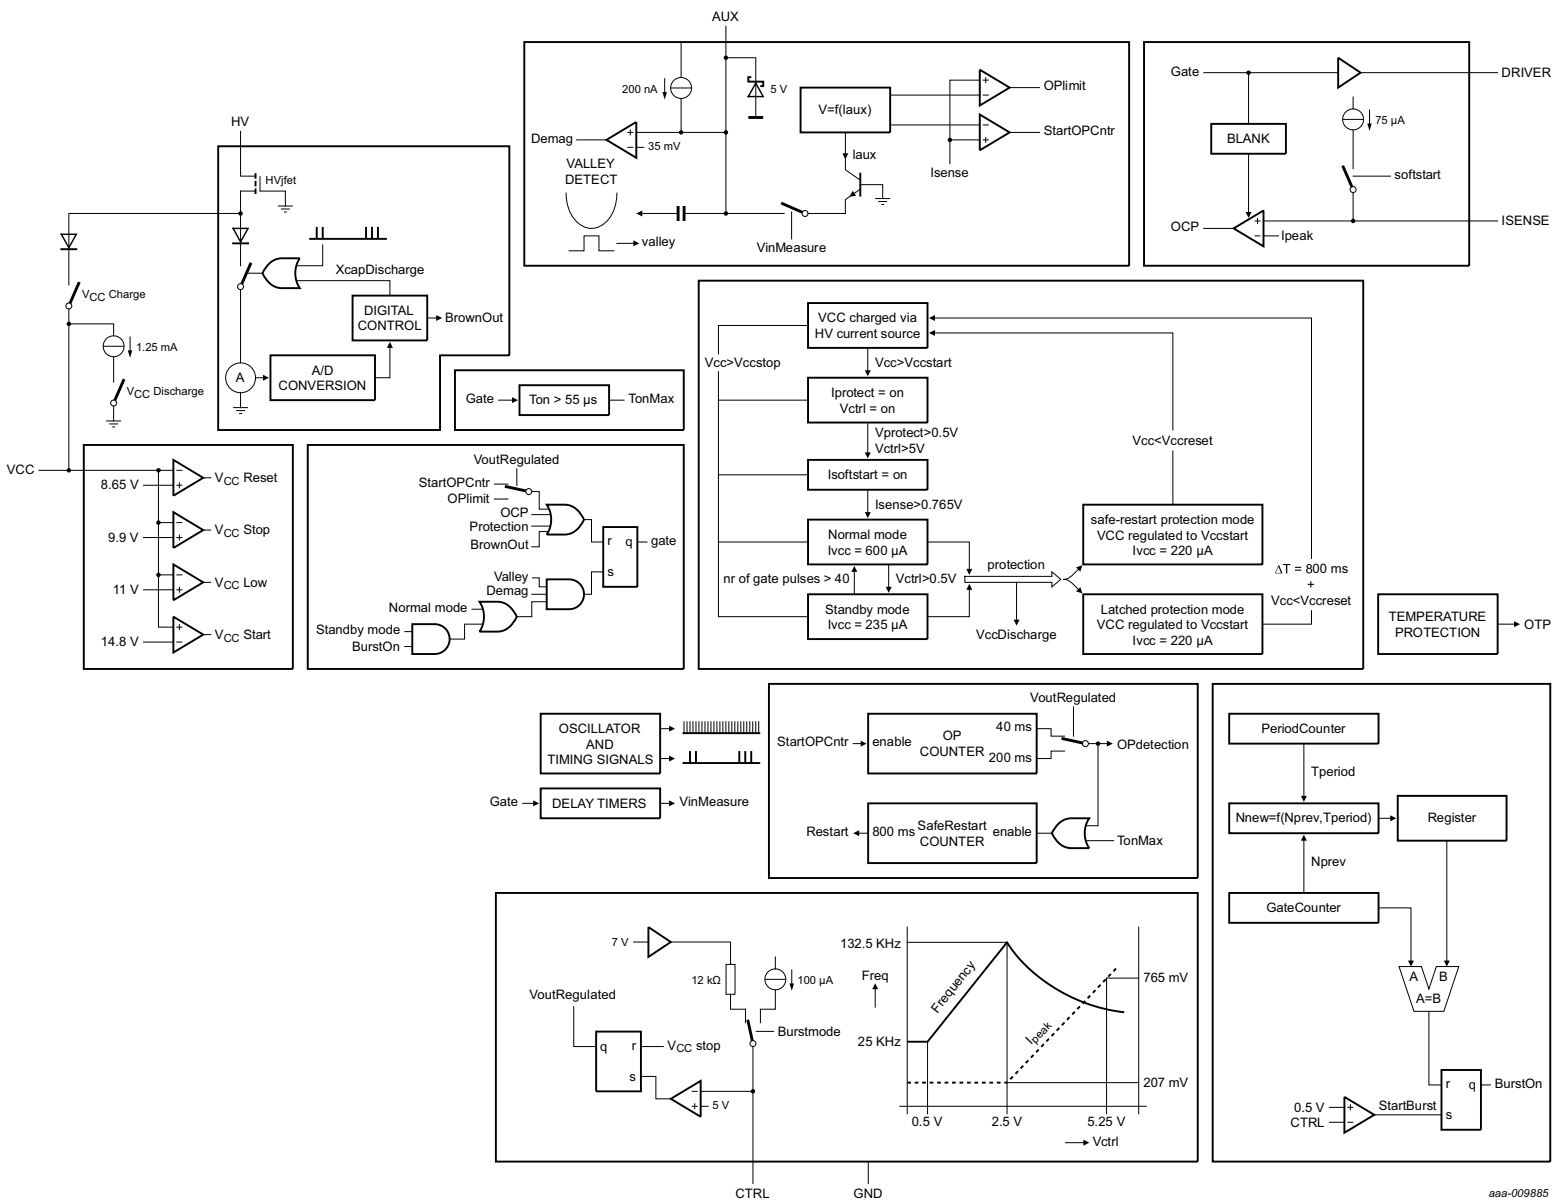 AUX
200 nA
5 V
Demag
+
−
35 mV
VALLEY
DETECT
valley
V=f(Iaux)
Iaux
VinMeasure
+
−
OPlimit
−
+
StartOPCntr
Isense
Gate
DRIVER
75 µA
BLANK
softstart
OCP
+
−
Ipeak
ISENSE
HV
HVjfet
XcapDischarge
DIGITAL
CONTROL
BrownOut
A
A/D
CONVERSION
VCC Charge
1.25 mA
VCC Discharge
Gate
Ton > 55 µs
TonMax
VCC
8.65 V
−
+
VCC Reset
9.9 V
−
+
VCC Stop
11 V
−
+
VCC Low
14.8 V
+
−
VCC Start
VoutRegulated
StartOPCntr
OPlimit
OCP
Protection
BrownOut
r
q
gate
s
Valley
Demag
Normal mode
Standby mode
BurstOn
VCC charged via
HV current source
Vcc>Vccstop
Vcc>Vccstart
Iprotect = on
Vctrl = on
Vprotect>0.5V
Vctrl>5V
Isoftstart = on
Isense>0.765V
Normal mode
Ivcc = 600 µA
nr of gate pulses > 40
Vctrl>0.5V
Standby mode
Ivcc = 235 µA
protection
VccDischarge
Vcc<Vccreset
safe-restart protection mode
VCC regulated to Vccstart
Ivcc = 220 µA
Latched protection mode
VCC regulated to Vccstart
Ivcc = 220 µA
ΔT = 800 ms
+
Vcc<Vccreset
TEMPERATURE
PROTECTION
OTP
OSCILLATOR
AND
TIMING SIGNALS
Gate
DELAY TIMERS
VinMeasure
VoutRegulated
StartOPCntr
enable
OP
COUNTER
40 ms
200 ms
OPdetection
Restart
800 ms
SafeRestart
COUNTER
enable
TonMax
PeriodCounter
Tperiod
Nnew=f(Nprev,Tperiod)
Register
Nprev
GateCounter
A
B
A=B
r
q
s
BurstOn
0.5 V
CTRL
+
−
StartBurst
7 V
12 kΩ
100 µA
Burstmode
VoutRegulated
q
r
s
VCC stop
−
+
5 V
132.5 KHz
Freq
25 KHz
Frequency
Ipeak
765 mV
207 mV
0.5 V
2.5 V
5.25 V
Vctrl
CTRL
GND
aaa-009885